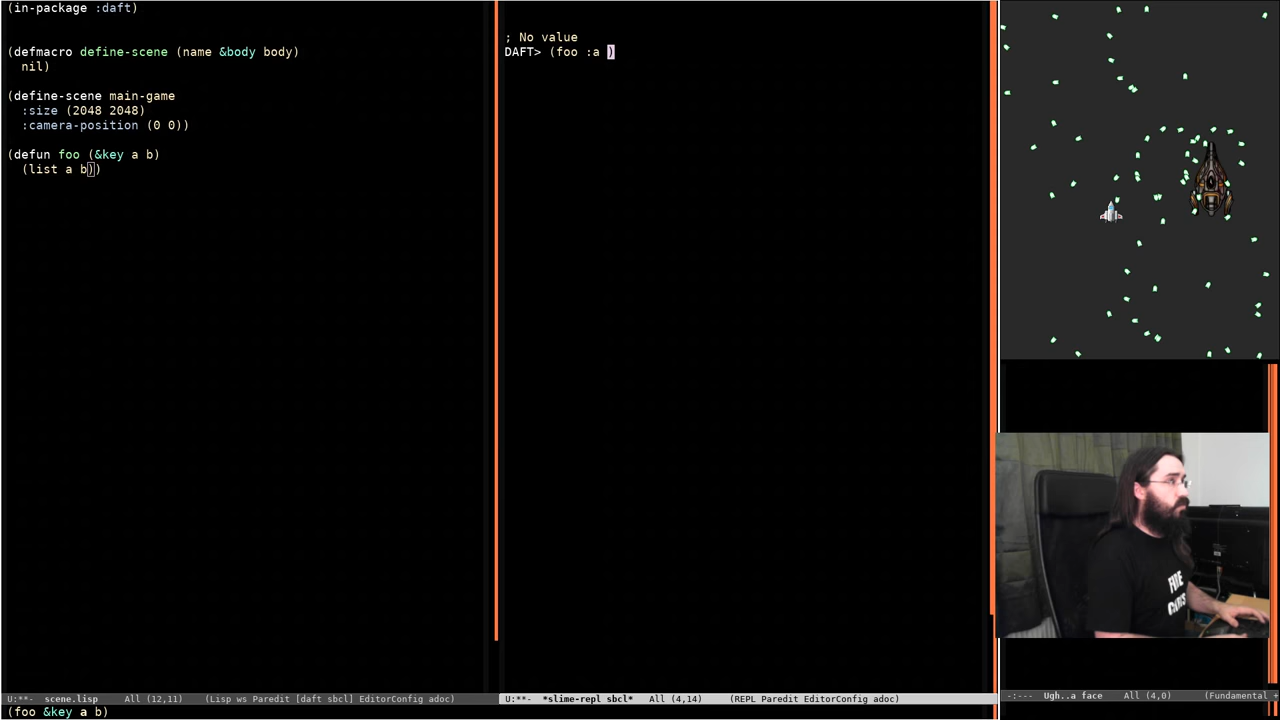 (in-package :daft)
(defmacro define-scene (name &body body)
  nil)
(define-scene main-game
  :size (2048 2048)
  :camera-position (0 0))
(defun foo (&key a b)
  (list a b))
; No value
DAFT> (foo :a )
FIRE
U:**-  scene.lisp    All (12,11)    (Lisp ws Paredit [daft sbcl] EditorConfig adoc)
U:**-  *slime-repl sbcl*   All (4,14)    (REPL Paredit EditorConfig adoc)
-:---  Ugh..a face    All (4,0)    (Fundamental +
(foo &key a b)